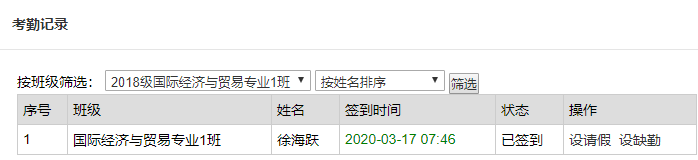 考勤记录
按班级筛选： 2018级国际经济与贸易专业1班 按姓名排序 筛选
序号 班级 姓名 签到时间 状态 操作
1 国际经济与贸易专业1班 徐海跃 2020-03-17 07:46 已签到 设请假 设缺勤